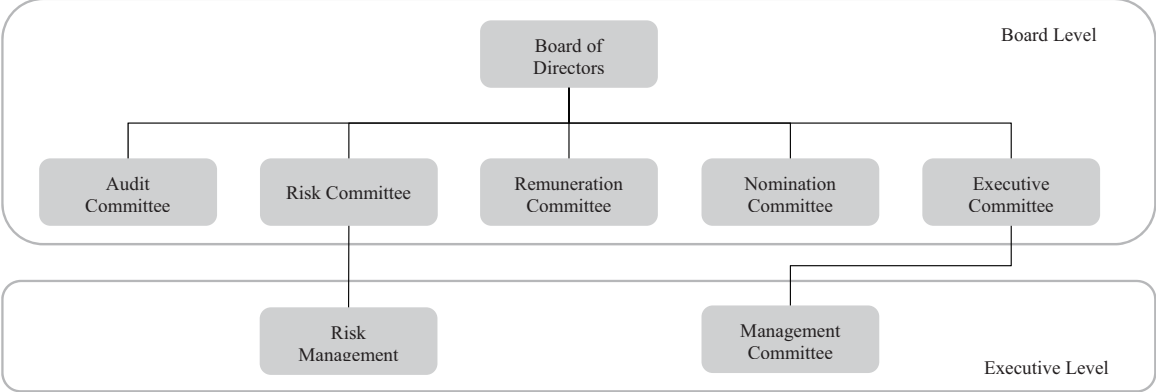 Board Level
Board of
Directors
Audit
Committee
Risk Committee
Remuneration
Committee
Nomination
Committee
Executive
Committee
Risk
Management
Management
Committee
Executive Level